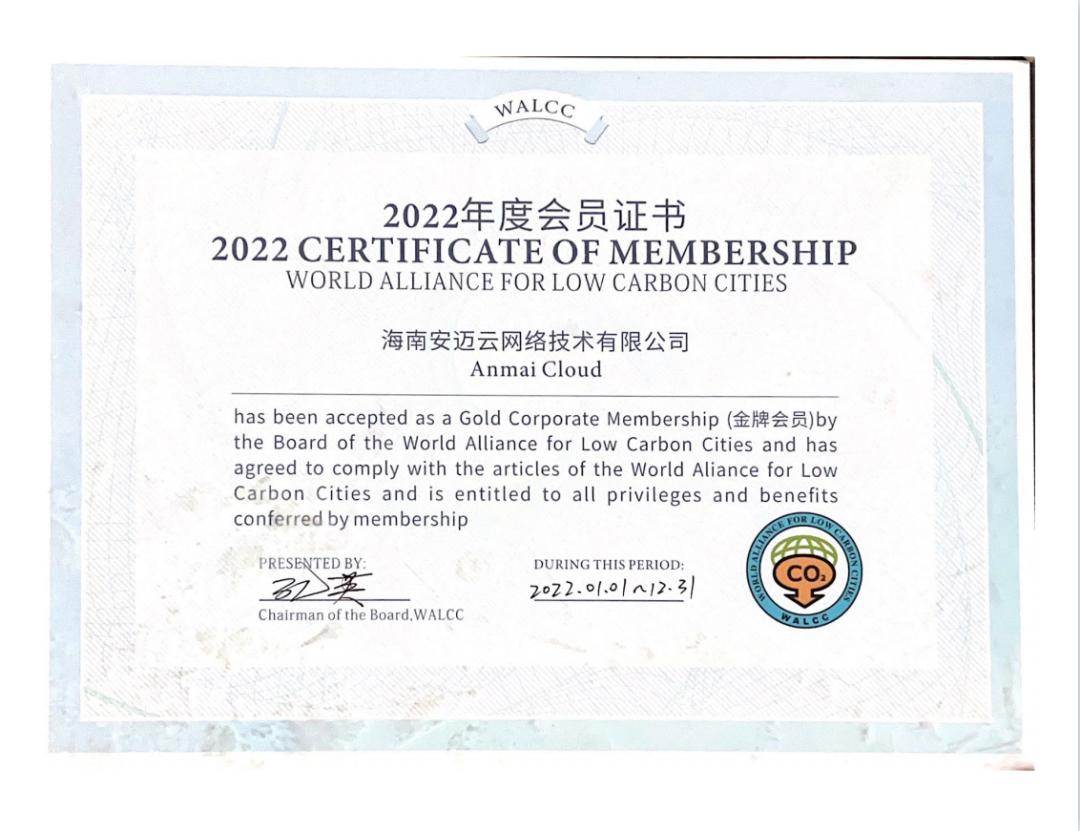 WALCC
2022年度会员证书
2022 CERTIFICATE OF MEMBERSHIP
WORLD ALLIANCE FOR LOW CARBON CITIES
海南安迈云网络技术有限公司
Anmai Cloud
has been accepted as a Gold Corporate Membership (金牌会员)by
the Board of the World Alliance for Low Carbon Cities and has
agreed to comply with the articles of the World Aliance for Low
Carbon Cities and is entitled to all privileges and benefits
conferred by membership
PRESENTED BY:
Chairman of the Board,WALCC
DURING THIS PERIOD:
2022.01.01~12.31
WORLD ALLIANCE FOR LOW CARBON CITIES
CO₂
WALCC